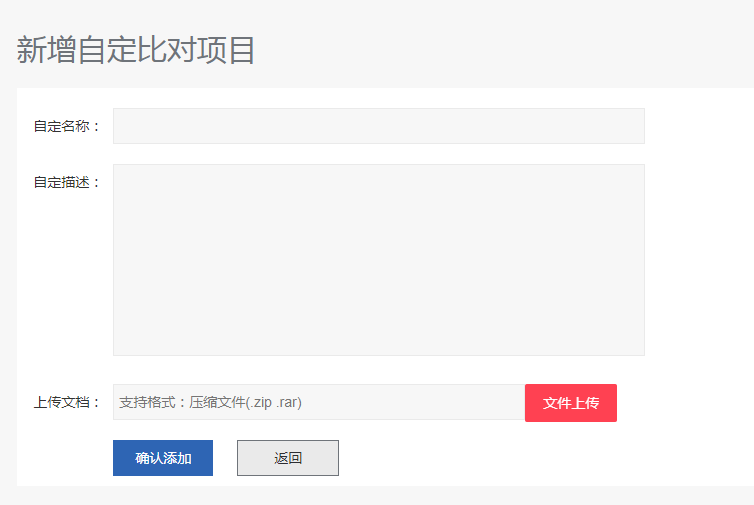 新增自定比对项目
自定名称：
自定描述：
上传文档： 支持格式：压缩文件(.zip .rar) 文件上传
确认添加 返回